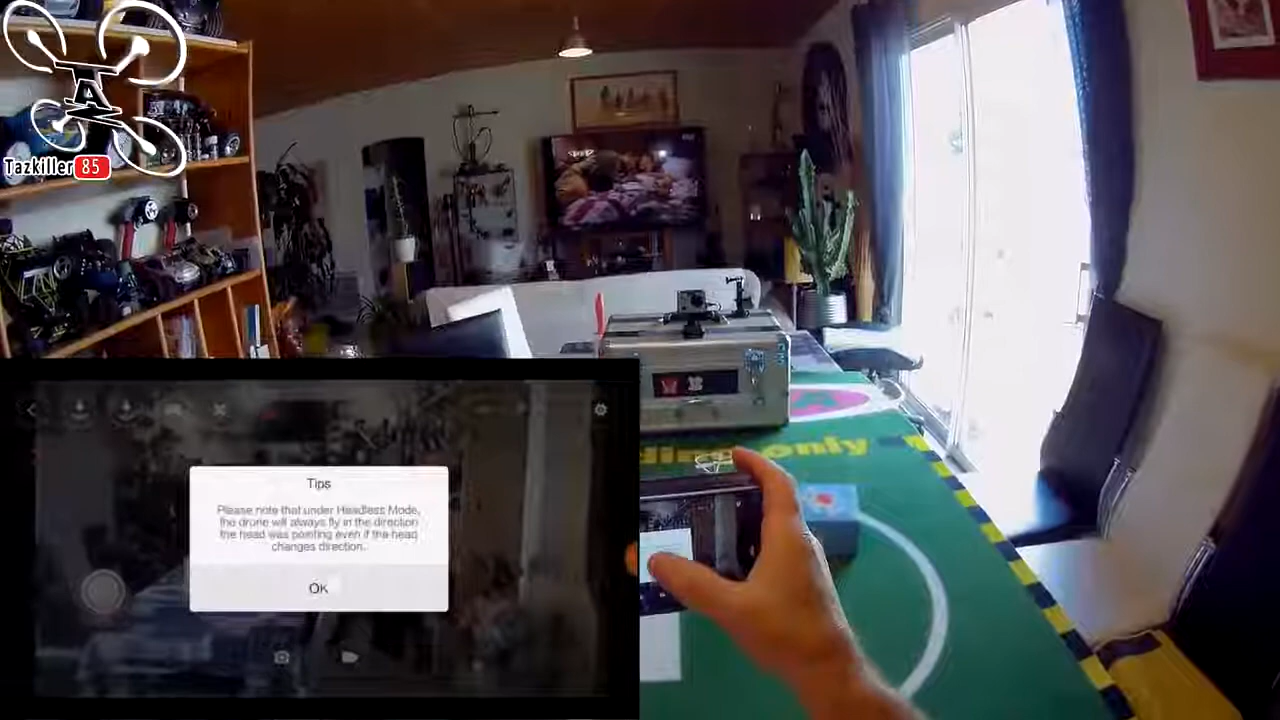 A
Tazkiller 85
only
Tips
Please note that under Headless Mode,
the drone will always fly in the direction
the head was pointing even if the head
changes direction.
OK